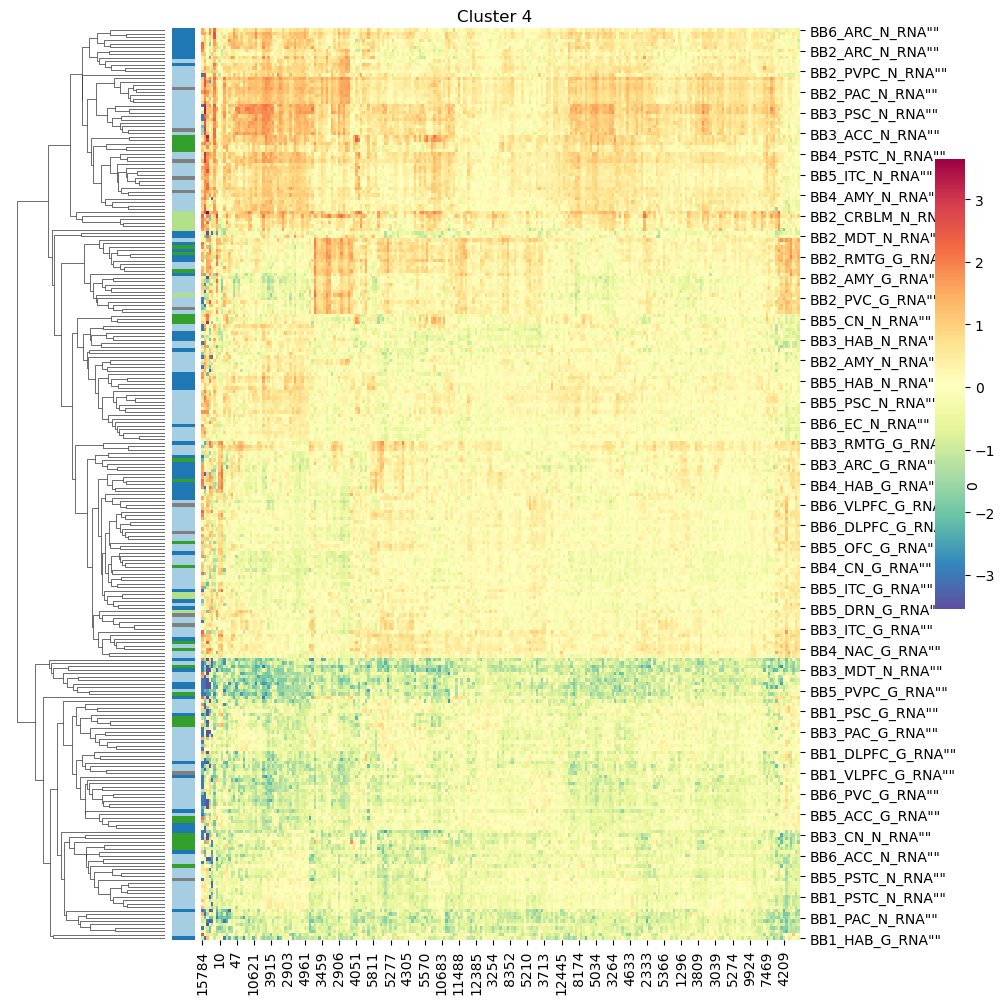 Cluster 4
BB6_ARC_N_RNA""
BB2_ARC_N_RNA""
BB2_PVPC_N_RNA""
BB2_PAC_N_RNA""
BB3_PSC_N_RNA""
BB3_ACC_N_RNA""
BB4_PSTC_N_RNA""
BB5_ITC_N_RNA""
BB4_AMY_N_RNA""
BB2_CRBLM_N_RN
BB2_MDT_N_RNA""
BB2_RMTG_G_RNA
BB2_AMY_G_RNA""
BB2_PVC_G_RNA""
BB5_CN_N_RNA""
BB3_HAB_N_RNA"
BB2_AMY_N_RNA"
BB5_HAB_N_RNA"
BB5_PSC_N_RNA""
BB6_EC_N_RNA""
BB3_RMTG_G_RNA
BB3_ARC_G_RNA""
BB4_HAB_G_RNA""
BB6_VLPFC_G_RNA
BB6_DLPFC_G_RNA
BB5_OFC_G_RNA""
BB4_CN_G_RNA""
BB5_ITC_G_RNA""
BB5_DRN_G_RNA"
BB3_ITC_G_RNA""
BB4_NAC_G_RNA""
BB3_MDT_N_RNA""
BB5_PVPC_G_RNA""
BB1_PSC_G_RNA""
BB3_PAC_G_RNA""
BB1_DLPFC_G_RNA""
BB1_VLPFC_G_RNA""
BB6_PVC_G_RNA""
BB5_ACC_G_RNA""
BB3_CN_N_RNA""
BB6_ACC_N_RNA""
BB5_PSTC_N_RNA""
BB1_PSTC_N_RNA""
BB1_PAC_N_RNA""
BB1_HAB_G_RNA""
3
2
1
0
−1
−2
−3
0
15784
10
47
10621
3915
2903
4961
3459
2906
4051
5811
5277
4305
5570
10683
11488
12385
3254
8352
5210
3713
12445
8174
5034
3264
4633
2333
5366
1296
3809
3039
5274
9924
7469
4209